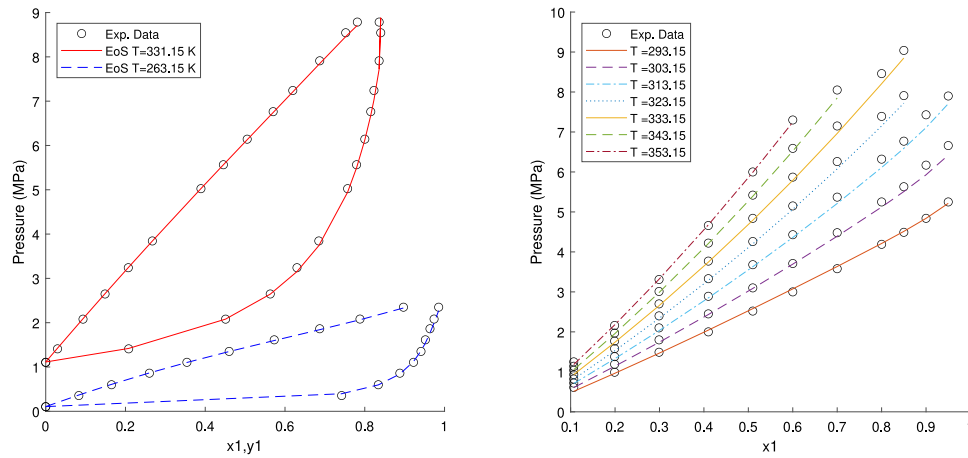 Exp. Data
EoS T=331.15 K
EoS T=263.15 K
Pressure (MPa)
9
8
7
6
5
4
3
2
1
0
0
0.2
0.4
0.6
0.8
1
x1,y1
Exp. Data
T =293.15
T =303.15
T =313.15
T =323.15
T =333.15
T =343.15
T =353.15
Pressure (MPa)
10
9
8
7
6
5
4
3
2
1
0
0.1
0.2
0.3
0.4
0.5
0.6
0.7
0.8
0.9
x1